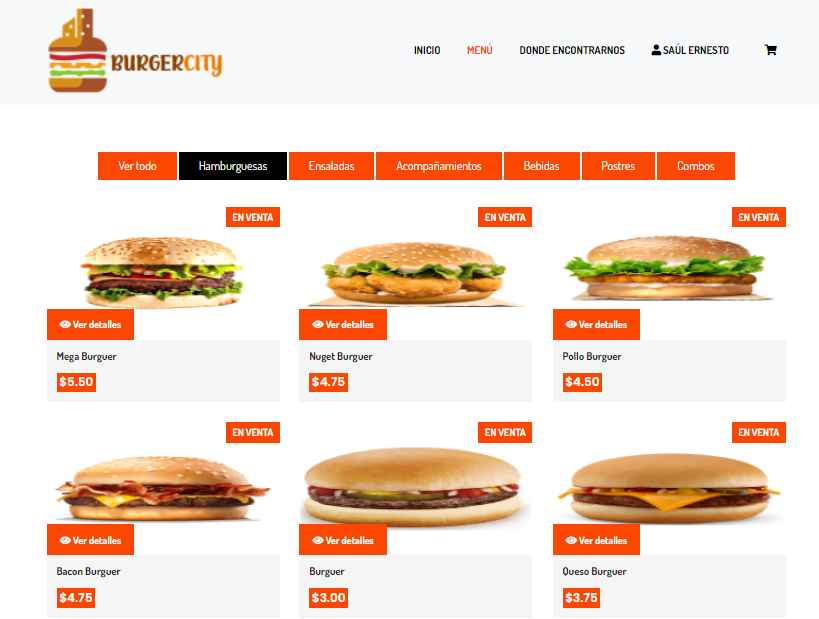 BURGERCITY
INICIO MENÚ DONDE ENCONTRARNOS SAÚL ERNESTO
Ver todo Hamburguesas Ensaladas Acompañamientos Bebidas Postres Combos
EN VENTA EN VENTA EN VENTA
Ver detalles Ver detalles Ver detalles
Mega Burguer Nuget Burguer Pollo Burguer
$5.50 $4.75 $4.50
EN VENTA EN VENTA EN VENTA
Ver detalles Ver detalles Ver detalles
Bacon Burguer Burguer Queso Burguer
$4.75 $3.00 $3.75